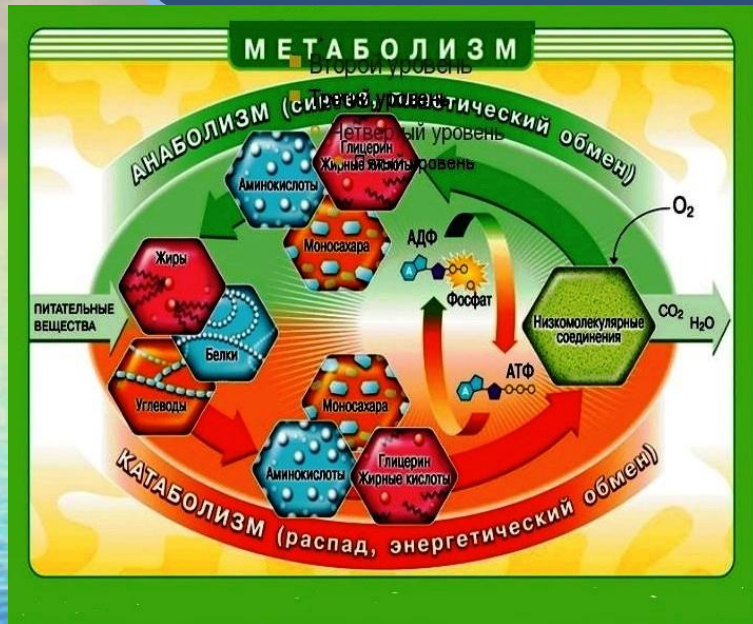 МЕТАБОЛИЗМ
Второй уровень
Третий уровень
Четвертый уровень
Пятый уровень
АНАБОЛИЗМ (синтез, пластический обмен)
Аминокислоты
Глицерин
Жирные кислоты
Моносахара
Жиры
Белки
Углеводы
ПИТАТЕЛЬНЫЕ
ВЕЩЕСТВА
АДФ
А
Фосфат
АТФ
А
O₂
Низкомолекулярные
соединения
CO₂
H₂O
Моносахара
Аминокислоты
Глицерин
Жирные кислоты
КАТАБОЛИЗМ (распад, энергетический обмен)